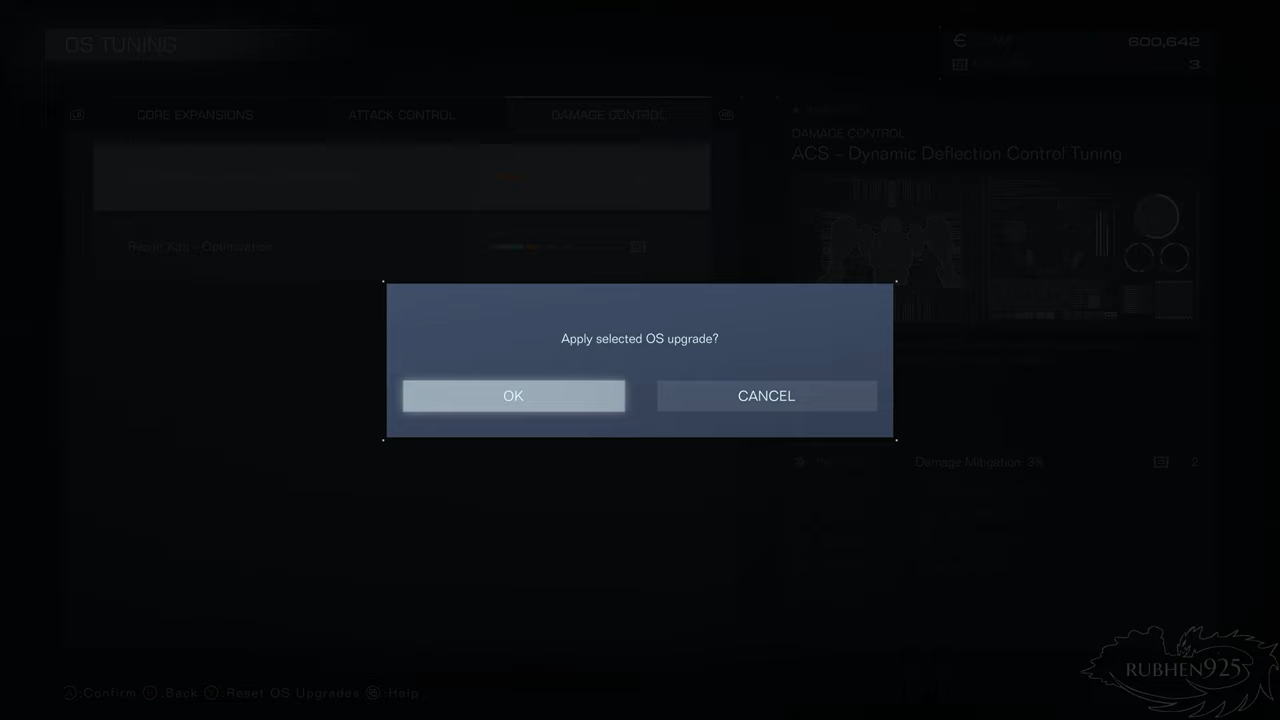 OS TUNING
600,642
3
CORE EXPANSIONS
ATTACK CONTROL
DAMAGE CONTROL
DAMAGE CONTROL
ACS – Dynamic Deflection Control Tuning
Repair Kits – Optimization
Apply selected OS upgrade?
OK
CANCEL
Damage Mitigation: 3%
2
:Confirm :Back :Reset OS Upgrades :Help
RUBHEN925